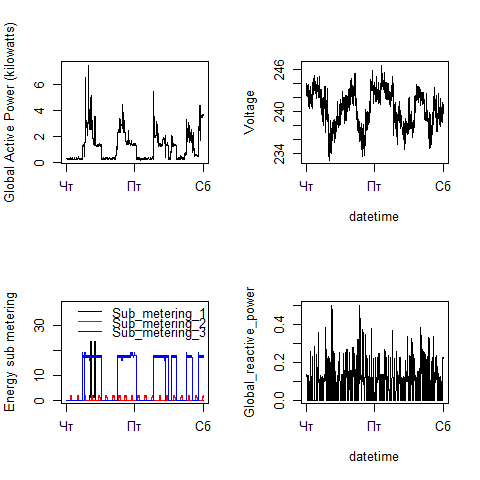 Global Active Power (kilowatts)
6
4
2
0
Чт
Пт
Сб
Voltage
246
240
234
Чт
Пт
Сб
datetime
Energy sub metering
30
10
0
Sub_metering_1
Sub_metering_2
Sub_metering_3
Чт
Пт
Сб
Global_reactive_power
0.4
0.2
0.0
Чт
Пт
Сб
datetime